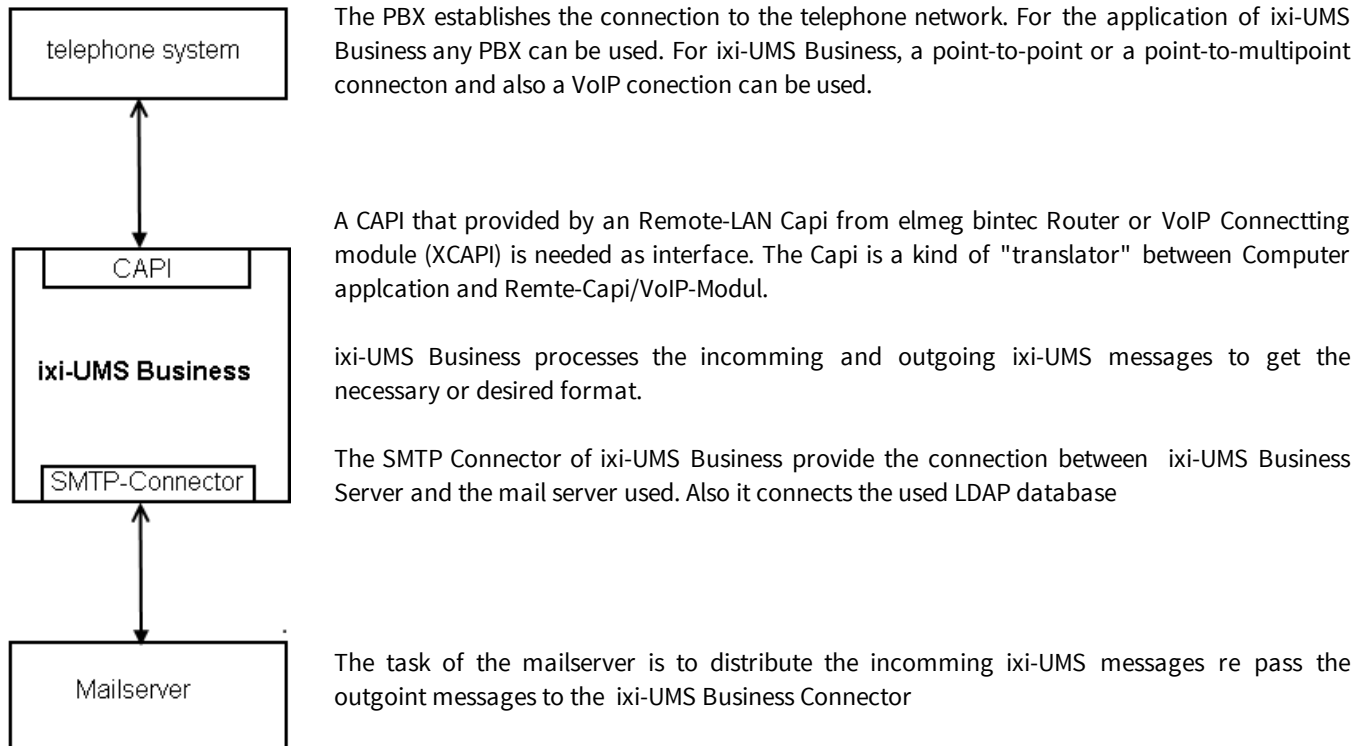 telephone system
The PBX establishes the connection to the telephone network. For the application of ixi-UMS
Business any PBX can be used. For ixi-UMS Business, a point-to-point or a point-to-multipoint
connecton and also a VoIP conection can be used.
CAPI
A CAPI that provided by an Remote-LAN Capi from elmeg bintec Router or VoIP Connectting
module (XCAPI) is needed as interface. The Capi is a kind of "translator" between Computer
applcation and Remte-Capi/VoIP-Modul.
ixi-UMS Business
ixi-UMS Business processes the incomming and outgoing ixi-UMS messages to get the
necessary or desired format.
SMTP-Connector
The SMTP Connector of ixi-UMS Business provide the connection between ixi-UMS Business
Server and the mail server used. Also it connects the used LDAP database
Mailserver
The task of the mailserver is to distribute the incomming ixi-UMS messages re pass the
outgoint messages to the ixi-UMS Business Connector